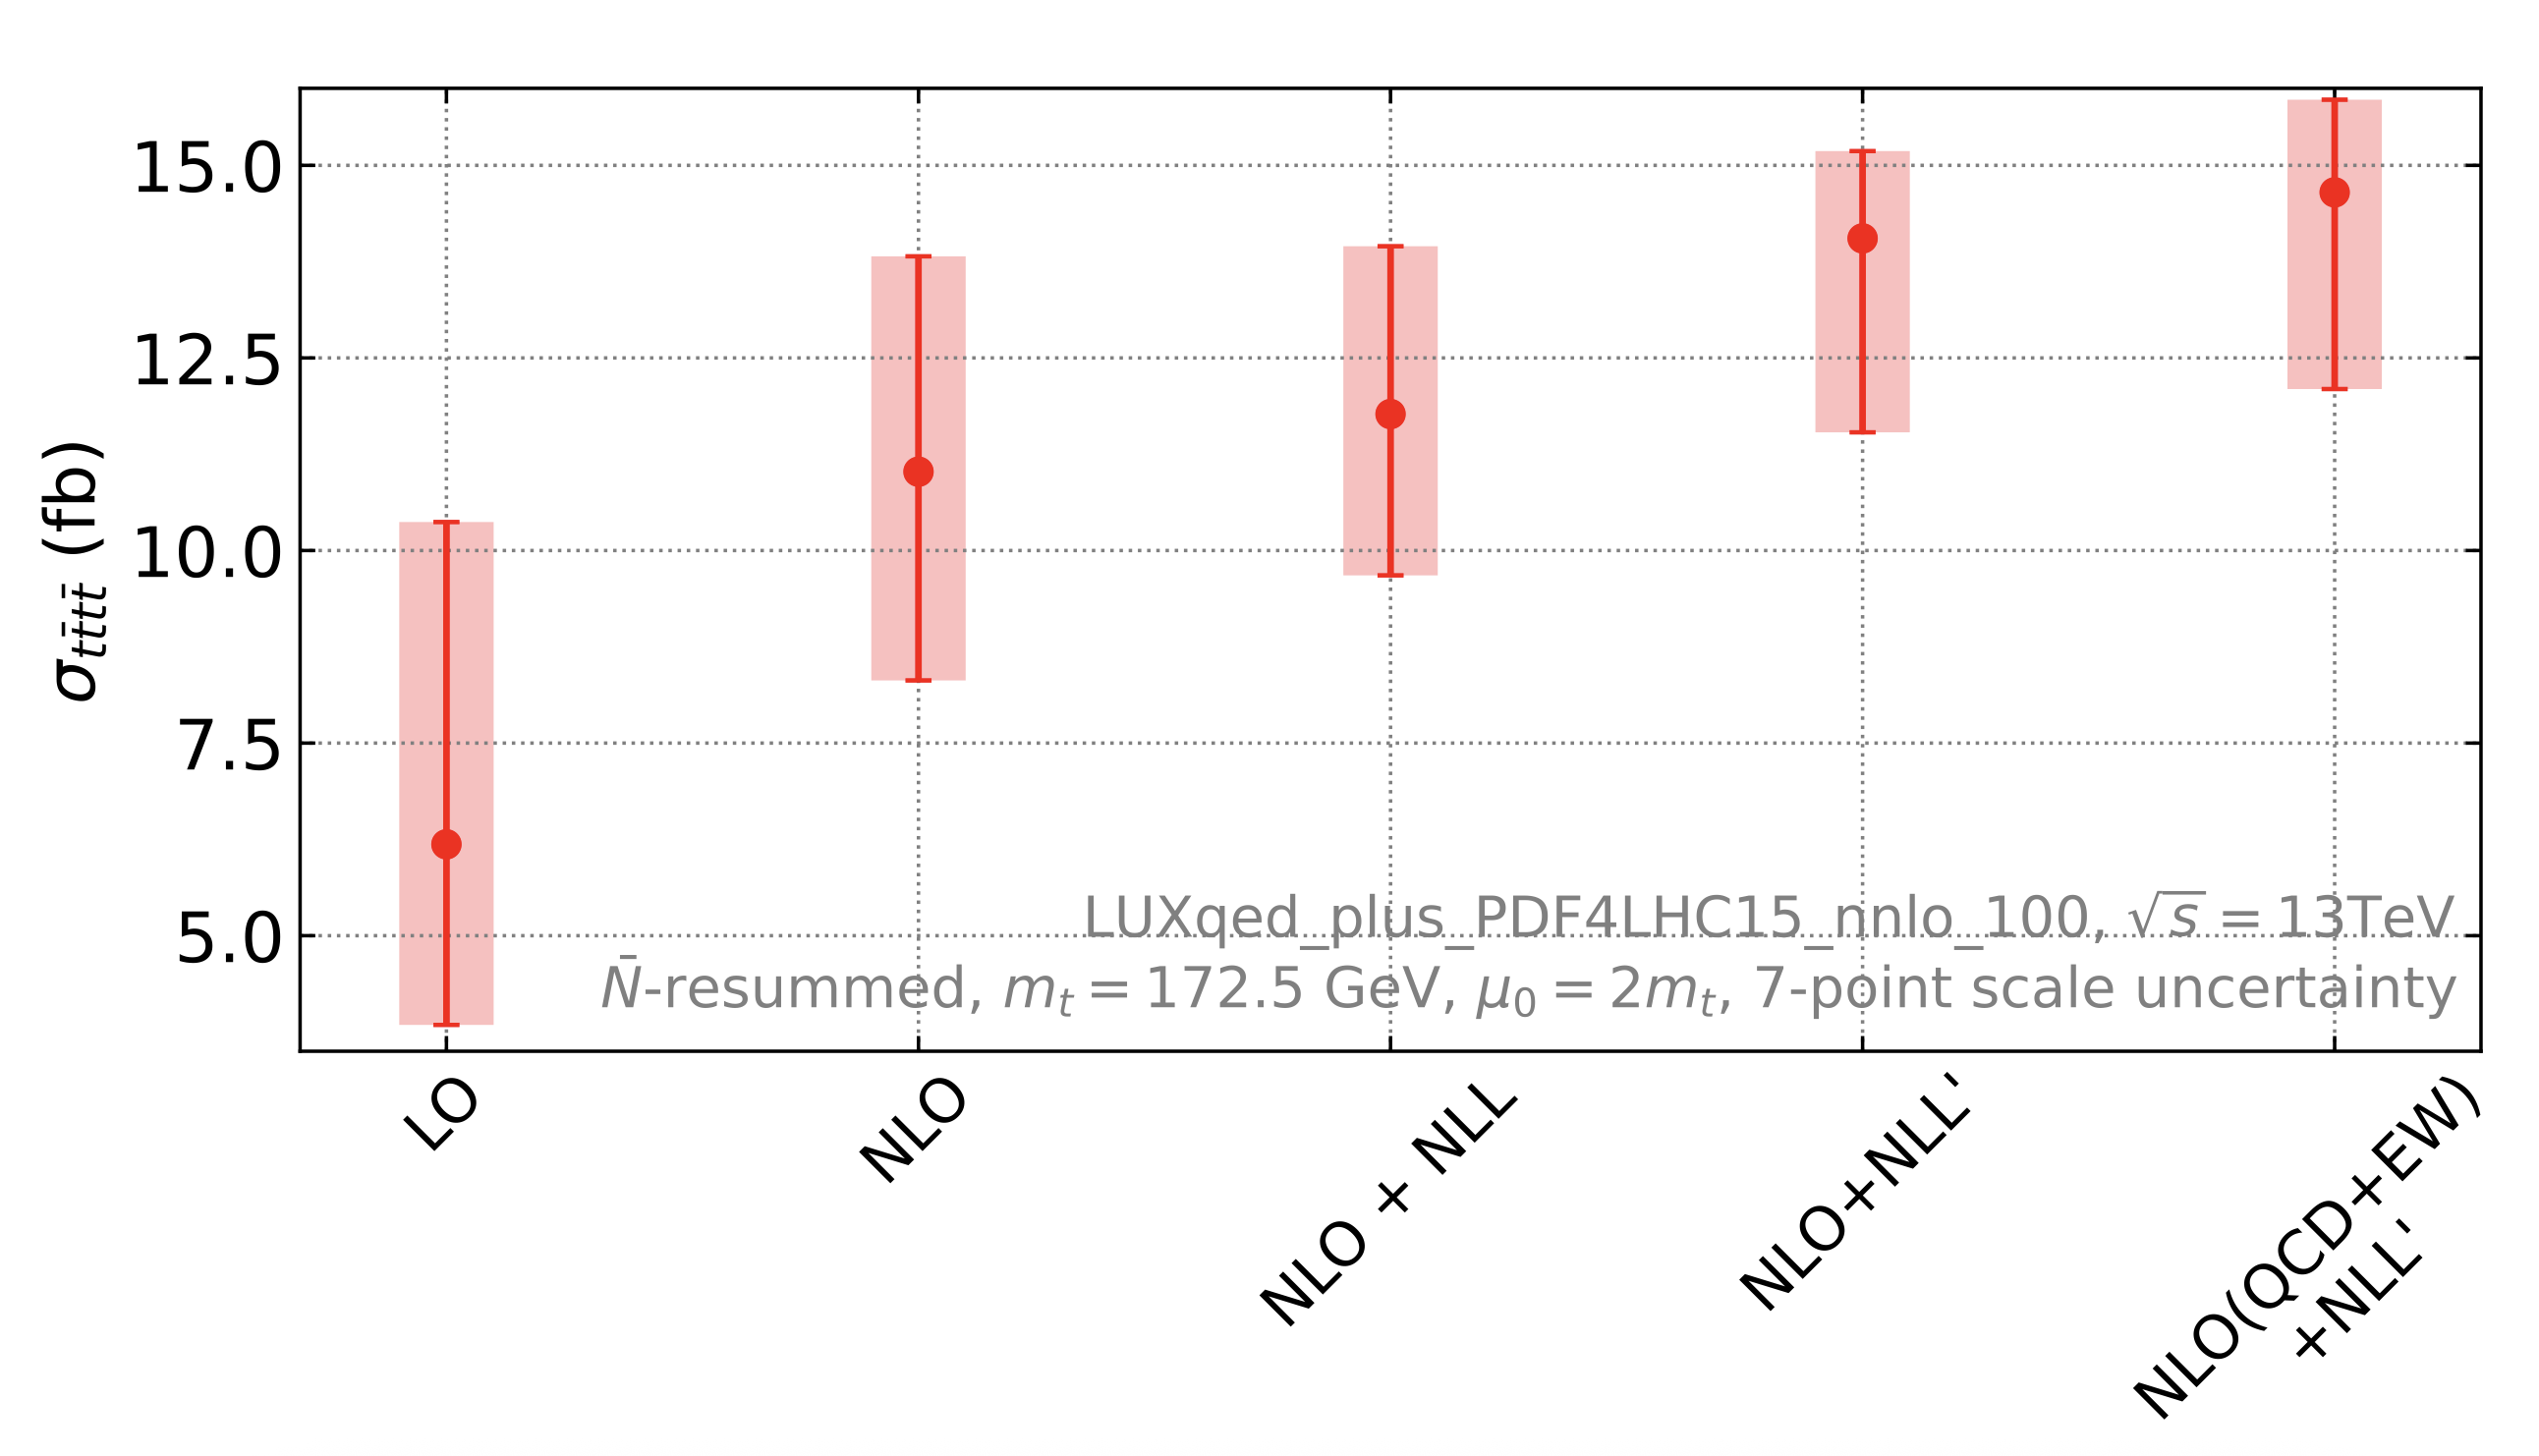 σ_{tt̄tt̄} (fb)
15.0
12.5
10.0
7.5
5.0
LUXqed_plus_PDF4LHC15_nnlo_100, √s = 13TeV
N̄-resummed, m_t = 172.5 GeV, μ_0 = 2m_t, 7-point scale uncertainty
LO
NLO
NLO + NLL
NLO+NLL'
NLO(QCD+EW)
+NLL'